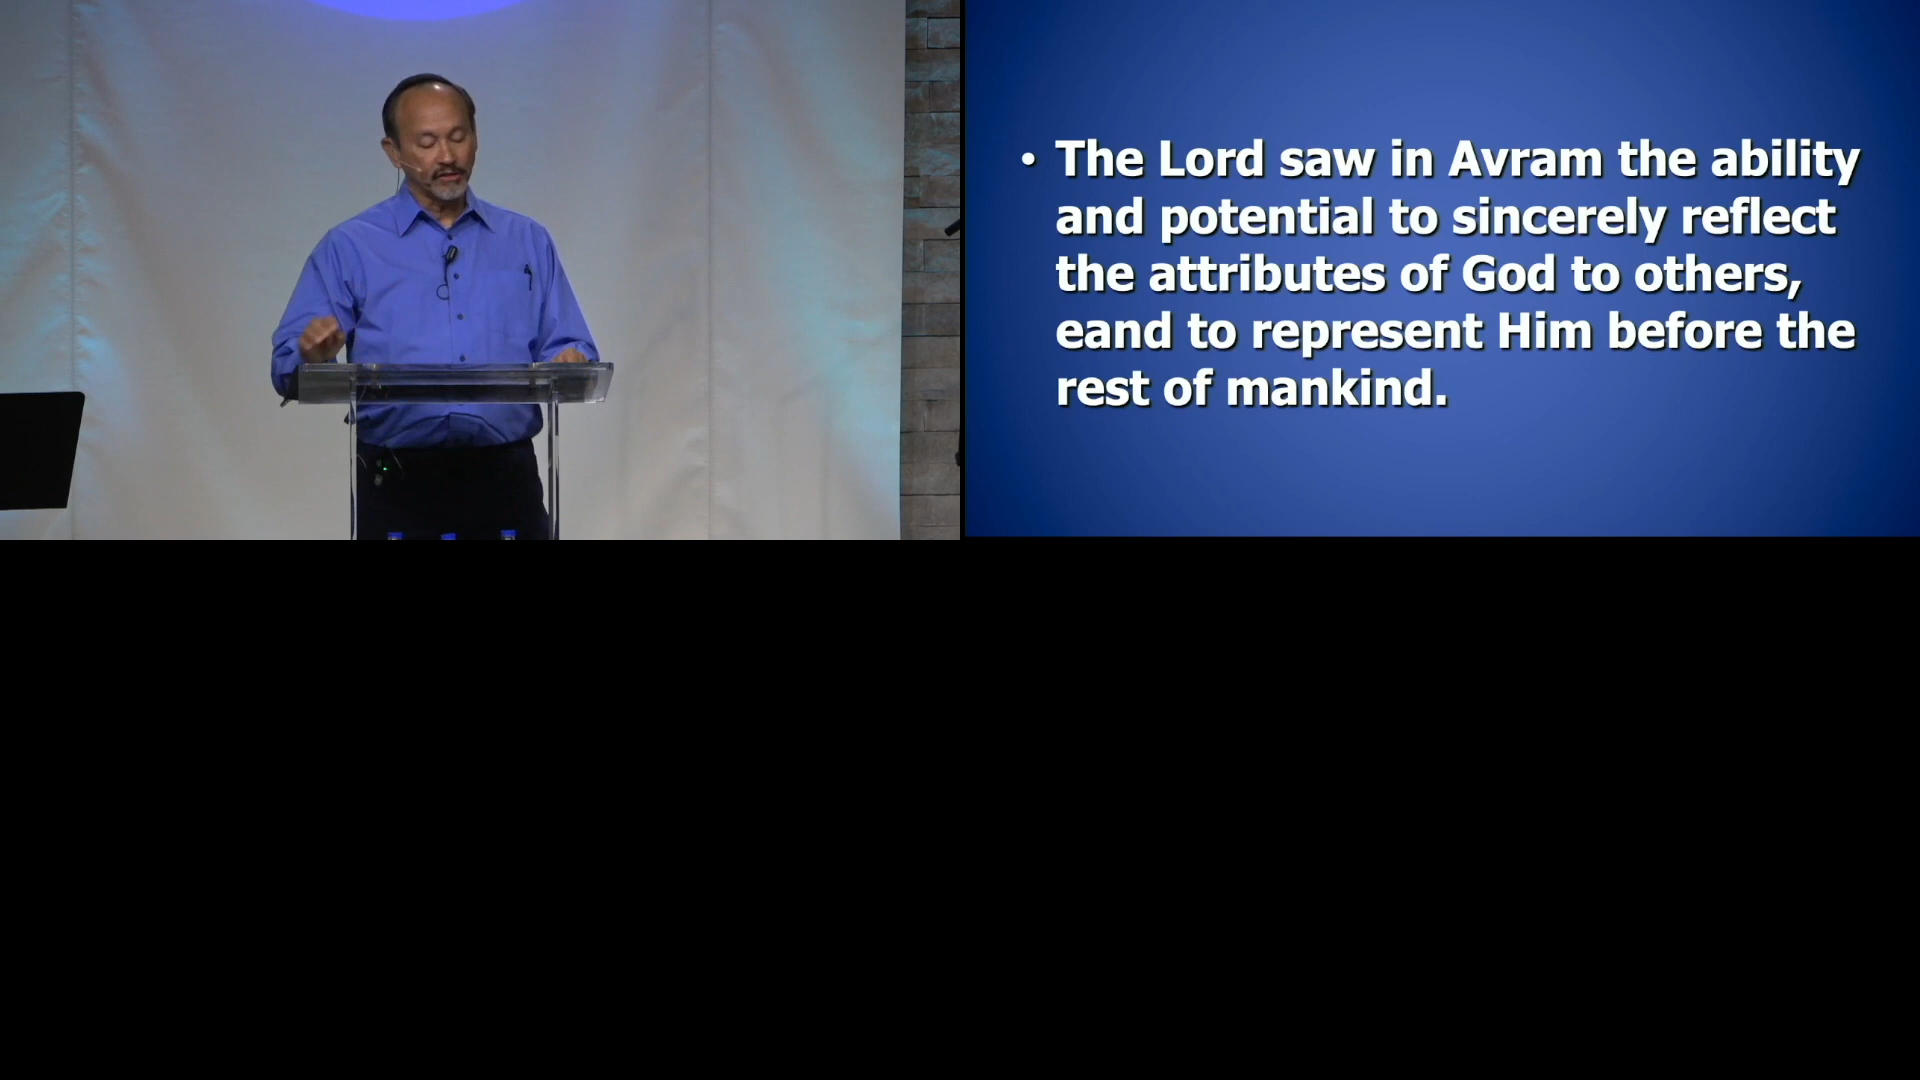 • The Lord saw in Avram the ability
and potential to sincerely reflect
the attributes of God to others,
eand to represent Him before the
rest of mankind.